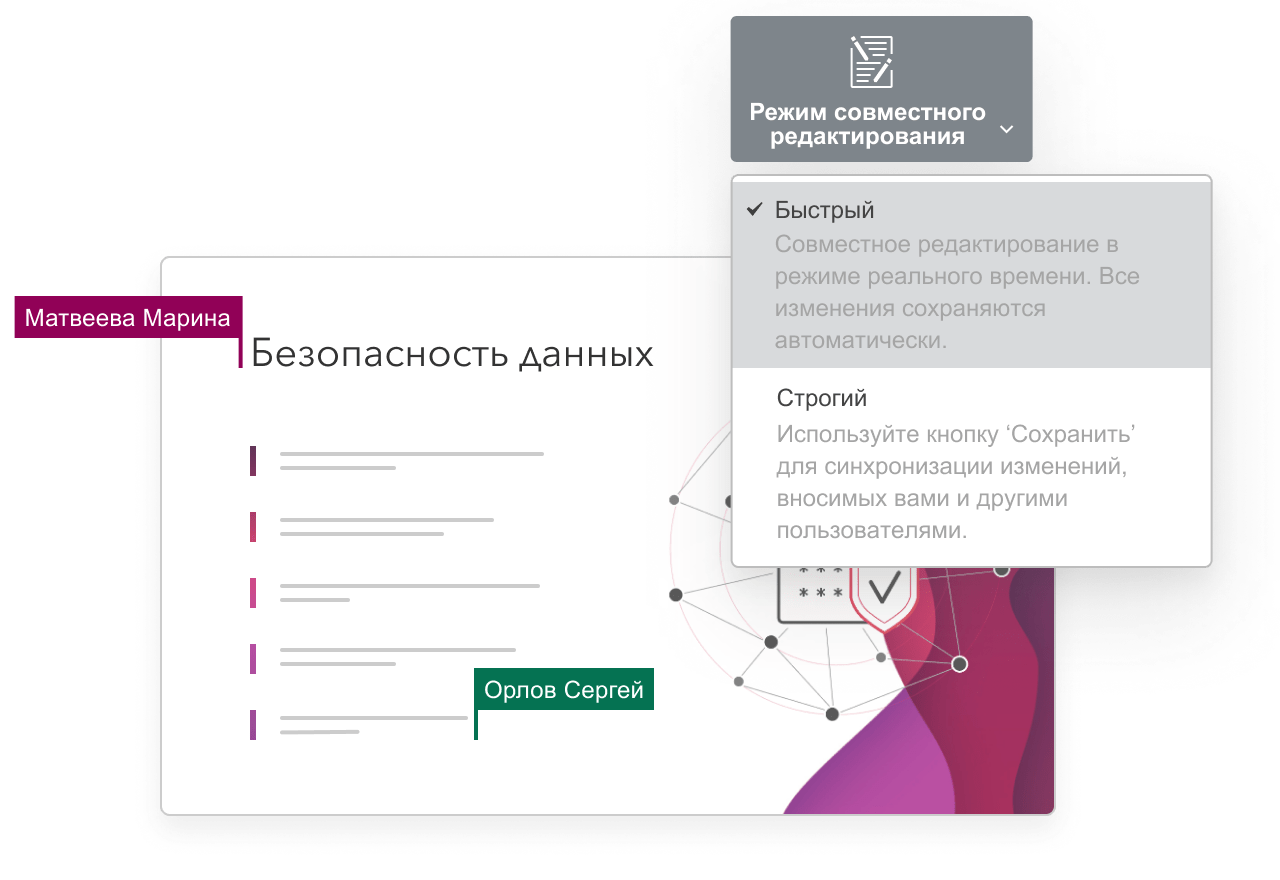 Режим совместного
редактирования
Быстрый
Совместное редактирование в
режиме реального времени. Все
изменения сохраняются
автоматически.
Строгий
Используйте кнопку ‘Сохранить’
для синхронизации изменений,
вносимых вами и другими
пользователями.
Матвеева Марина
Безопасность данных
* * *
* * *
Орлов Сергей